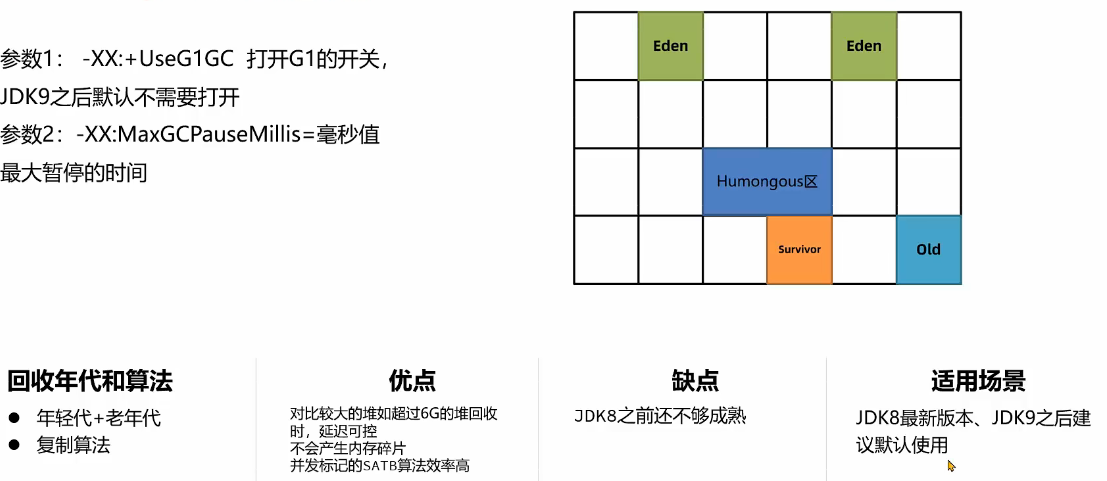 参数1： -XX:+UseG1GC 打开G1的开关，
JDK9之后默认不需要打开
参数2：-XX:MaxGCPauseMillis=毫秒值
最大暂停的时间
Eden
Eden
Humongous区
Survivor
Old
回收年代和算法
● 年轻代+老年代
● 复制算法
优点
对比较大的堆如超过6G的堆回收
时，延迟可控
不会产生内存碎片
并发标记的SATB算法效率高
缺点
JDK8之前还不够成熟
适用场景
JDK8最新版本、JDK9之后建
议默认使用